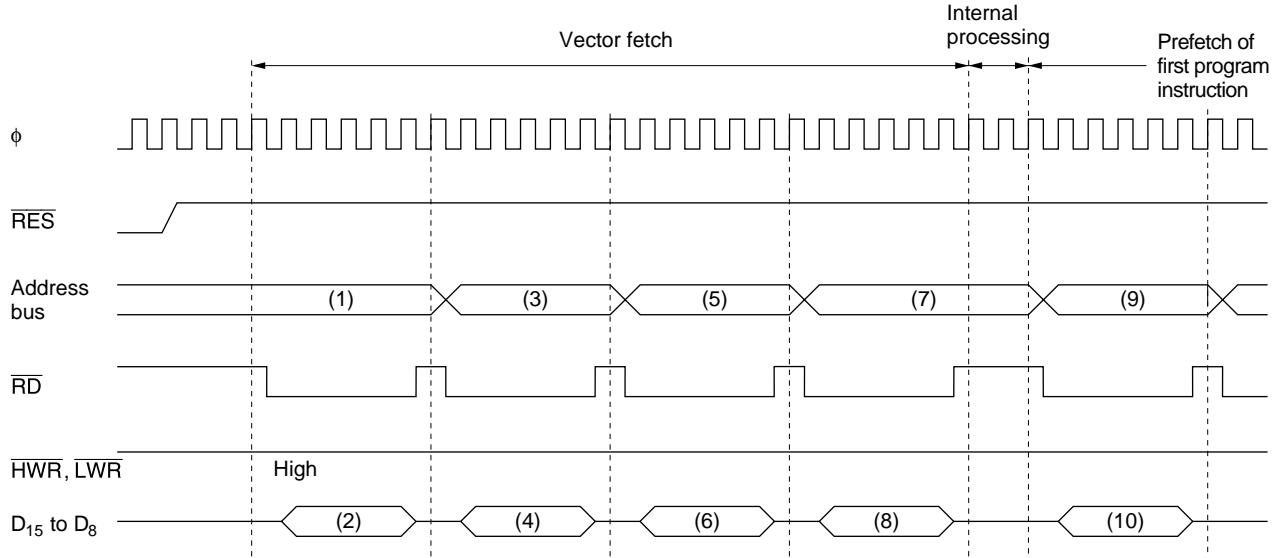 Vector fetch
Internal
processing
Prefetch of
first program
instruction
φ
RES
Address
bus
(1)
(3)
(5)
(7)
(9)
RD
HWR, LWR
High
D15 to D8
(2)
(4)
(6)
(8)
(10)